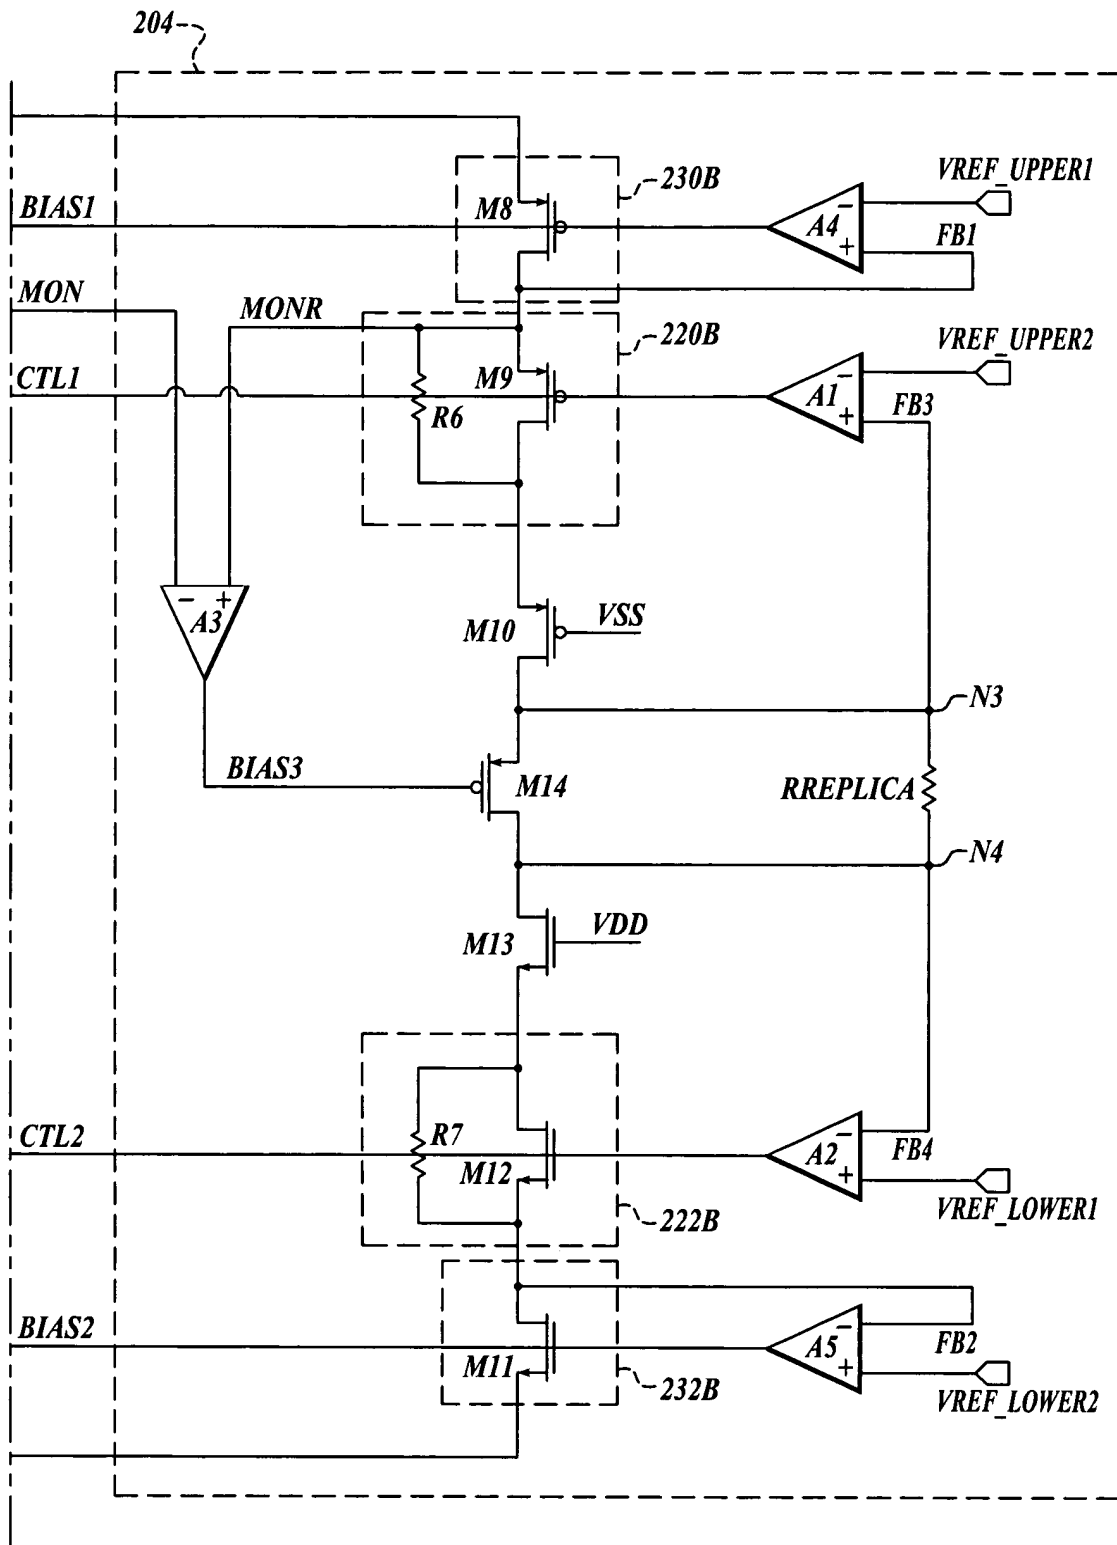 204
230B
VREF_UPPER1
BIAS1
M8
A4
-
+
FB1
MON
MONR
220B
VREF_UPPER2
CTL1
M9
R6
A1
-
+
FB3
- +
A3
M10
VSS
N3
BIAS3
M14
RREPLICA
N4
M13
VDD
CTL2
R7
M12
A2
-
+
FB4
VREF_LOWER1
222B
BIAS2
M11
A5
-
+
FB2
VREF_LOWER2
232B